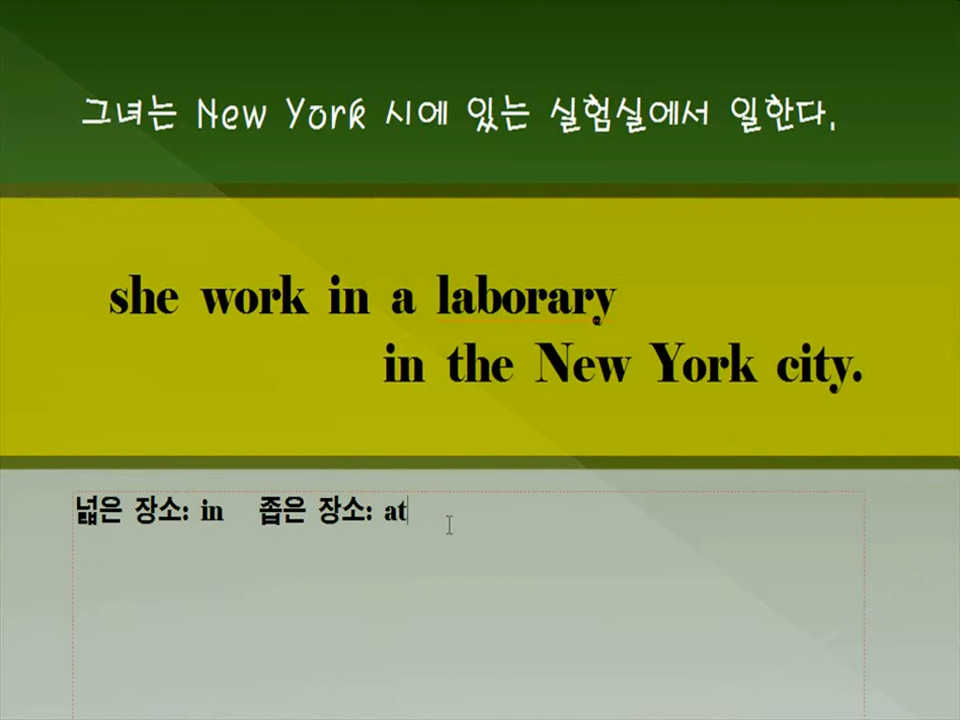 그녀는 New York 시에 있는 실험실에서 일한다.
she work in a laborary
in the New York city.
넓은 장소: in 좁은 장소: at